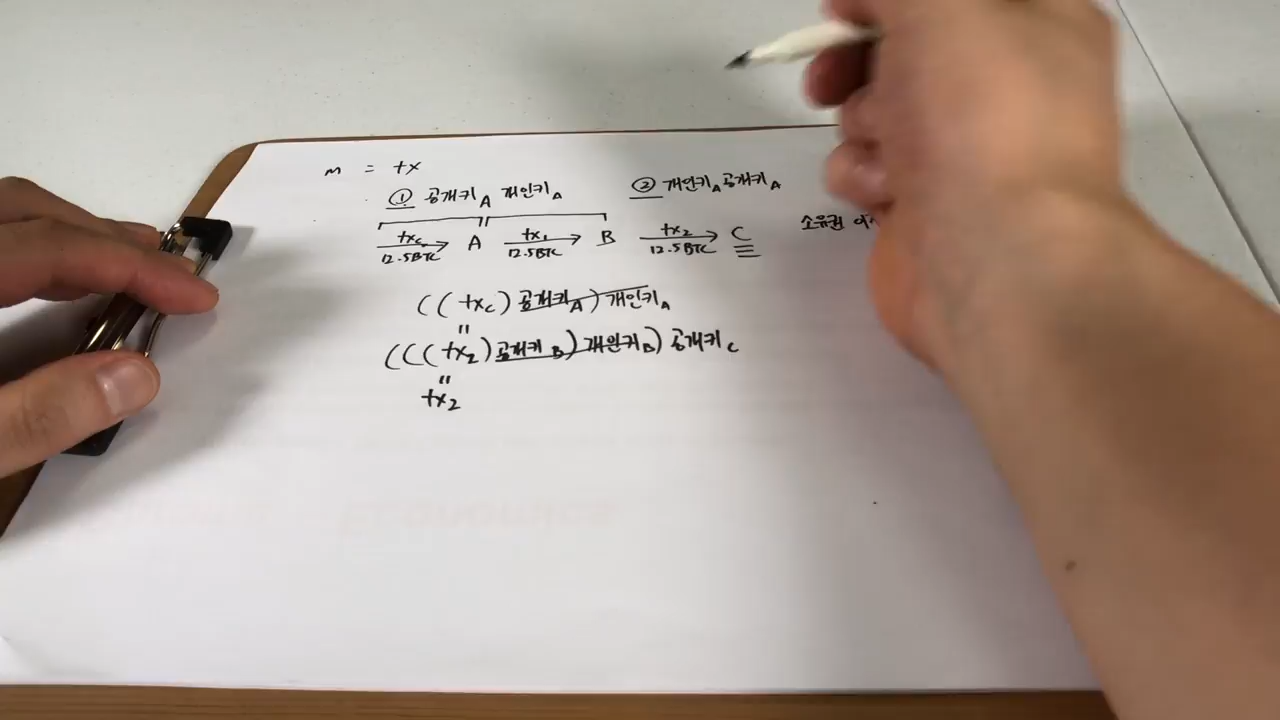 m = tx
① 공개키A 개인키A ② 개인키A공개키A
txc A tx1 B tx2 C 소유권
12.5BTC 12.5BTC 12.5BTC
((txc)공개키A)개인키A
"
(((tx2)공개키B)개인키B)공개키C
"
tx2